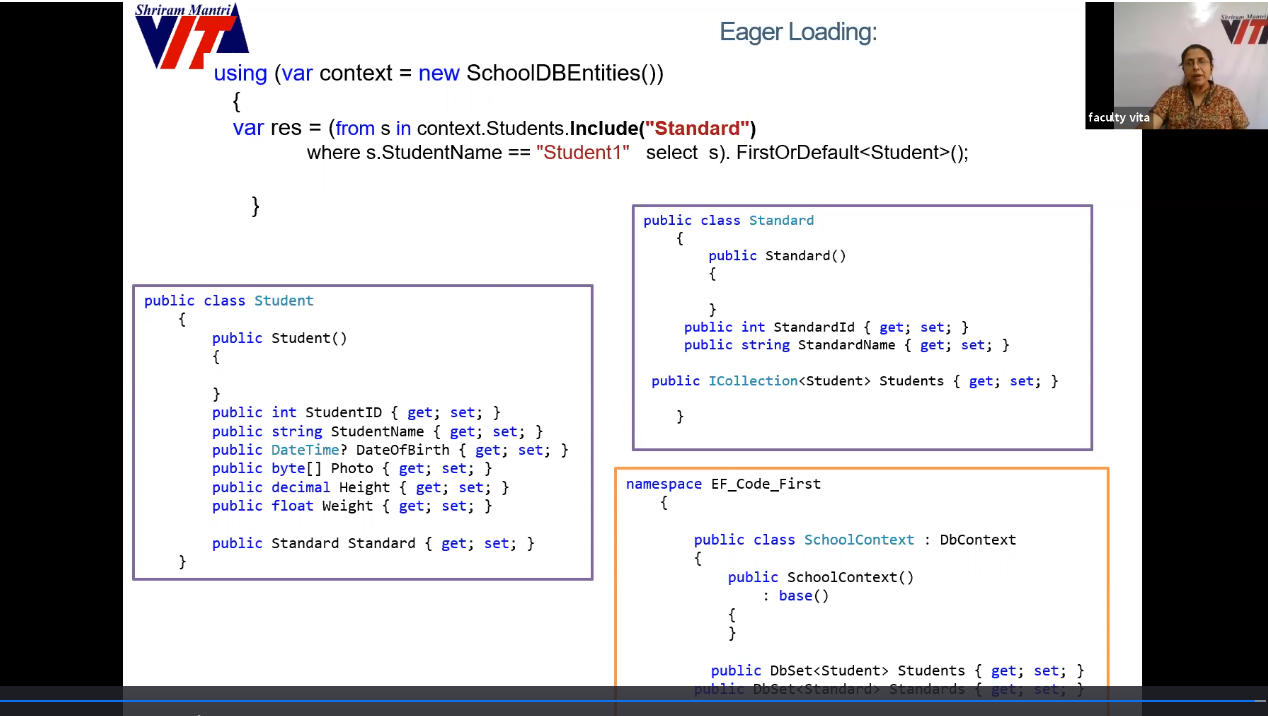 Shriram Mantri
VITA
Eager Loading:
using (var context = new SchoolDBEntities())
{
var res = (from s in context.Students.Include("Standard")
where s.StudentName == "Student1" select s). FirstOrDefault<Student>();
}
Shriram Mantri
VITA
faculty vita
public class Student
{
public Student()
{
}
public int StudentID { get; set; }
public string StudentName { get; set; }
public DateTime? DateOfBirth { get; set; }
public byte[] Photo { get; set; }
public decimal Height { get; set; }
public float Weight { get; set; }
public Standard Standard { get; set; }
}
public class Standard
{
public Standard()
{
}
public int StandardId { get; set; }
public string StandardName { get; set; }
public ICollection<Student> Students { get; set; }
}
namespace EF_Code_First
{
public class SchoolContext : DbContext
{
public SchoolContext()
: base()
{
}
public DbSet<Student> Students { get; set; }
public DbSet<Standard> Standards { get; set; }